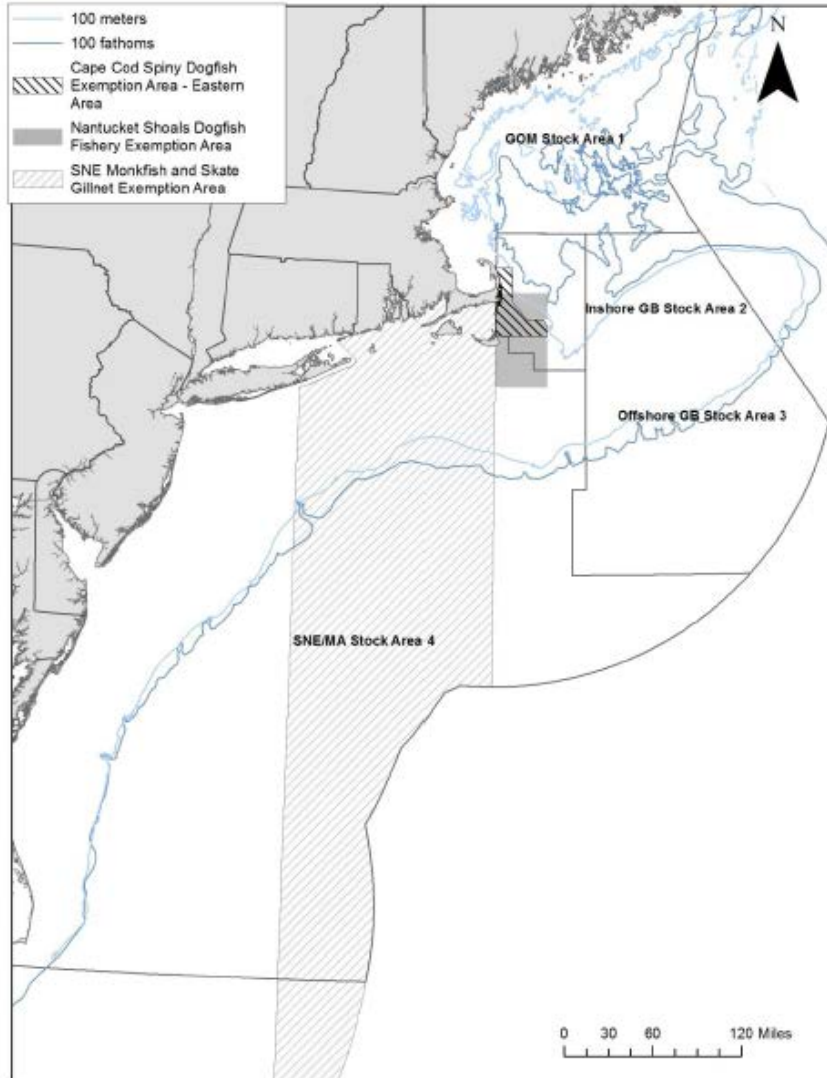 100 meters
100 fathoms
Cape Cod Spiny Dogfish
Exemption Area - Eastern
Area
Nantucket Shoals Dogfish
Fishery Exemption Area
SNE Monkfish and Skate
Gillnet Exemption Area
N
GOM Stock Area 1
Inshore GB Stock Area 2
Offshore GB Stock Area 3
SNE/MA Stock Area 4
0 30 60 120 Miles